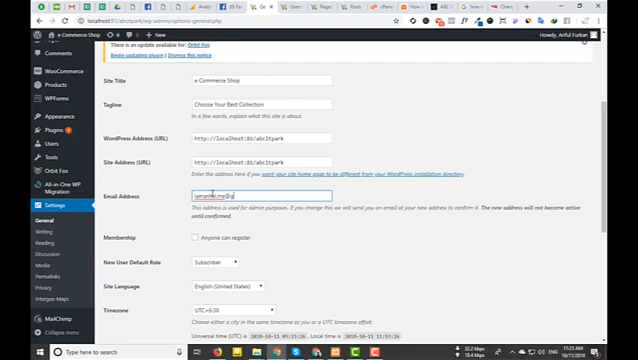 localhost:81/abcitpark/wp-admin/options-general.php
e Commerce Shop 6 New
Howdy, Ariful Furkan
There is an update available for: Orbit Fox.
Begin updating plugin | Dismiss this notice
Comments
WooCommerce
Products
WPForms
Appearance
Plugins
Users
Tools
All-in-One WP
Migration
Settings
General
Writing
Reading
Discussion
Media
Permalinks
Privacy
Intergeo Maps
MailChimp
Collapse menu
Site Title e Commerce Shop
Tagline Choose Your Best Collection
In a few words, explain what this site is about.
WordPress Address (URL) http://localhost:81/abcitpark
Site Address (URL) http://localhost:81/abcitpark
Enter the address here if you want your site home page to be different from your WordPress installation directory.
Email Address
This address is used for admin purposes. If you change this we will send you an email at your new address to confirm it. The new address will not become active
until confirmed.
Membership Anyone can register
New User Default Role Subscriber
Site Language English (United States)
Timezone UTC+6:30
Choose either a city in the same timezone as you or a UTC timezone offset.
Universal time (UTC) is 2018-10-11 05:23:26 Local time is 2018-10-11 11:53:26
Type here to search
32.2 kbps
18.4 kbps
11:23 AM
10/11/2018